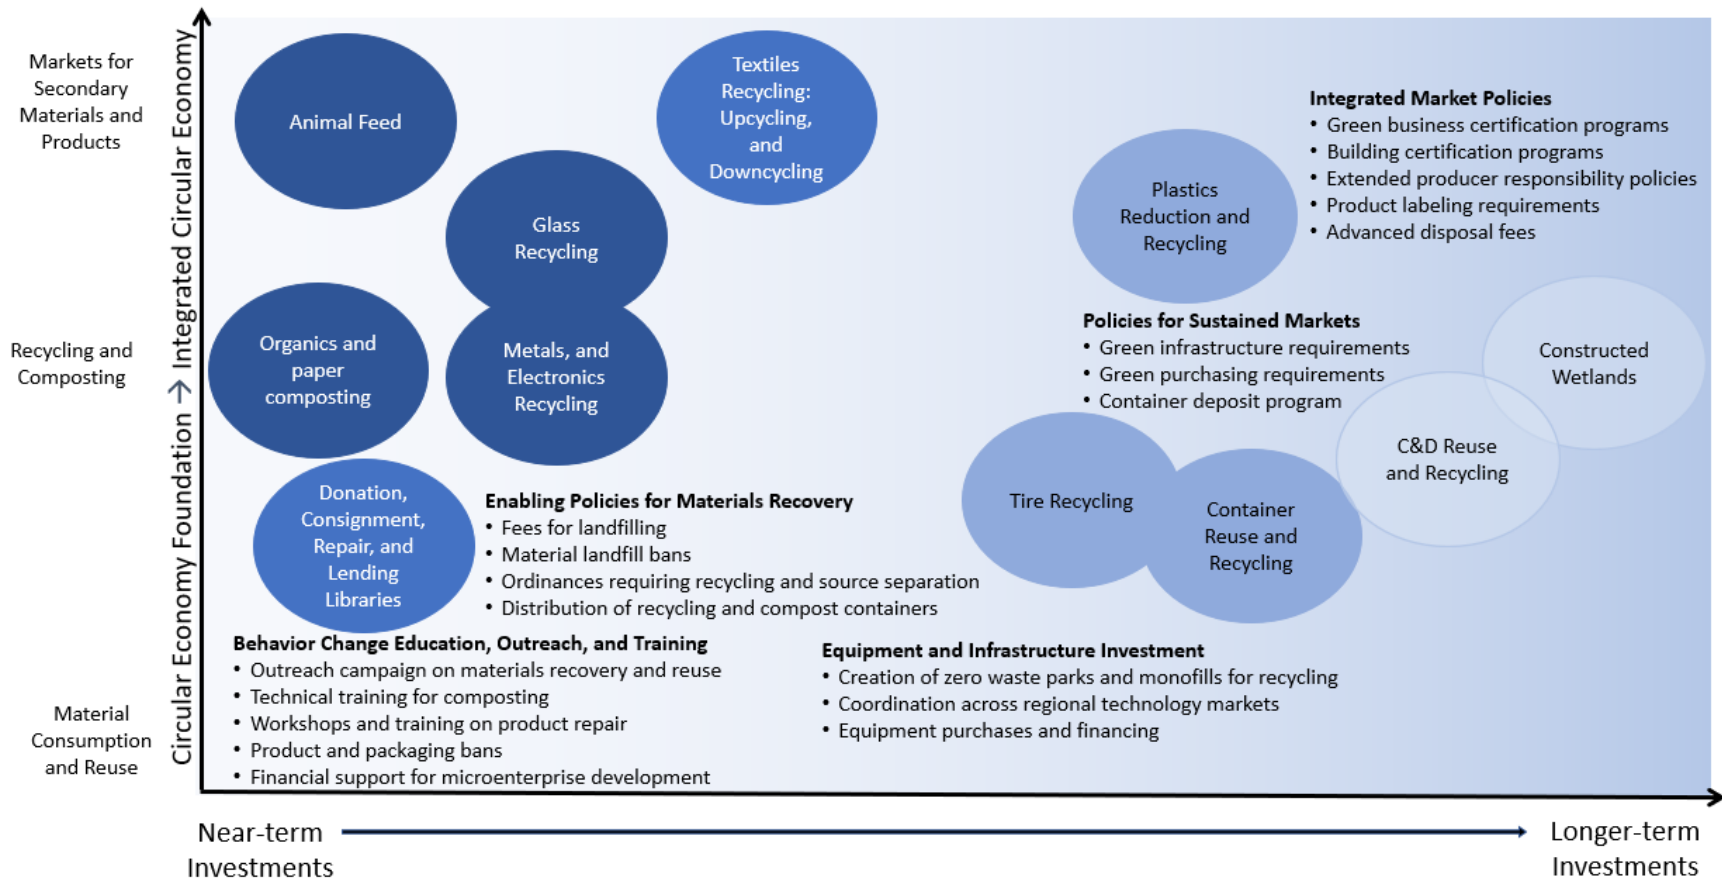 Markets for
Secondary
Materials and
Products
Recycling and
Composting
Material
Consumption
and Reuse
Circular Economy Foundation → Integrated Circular Economy
Animal Feed
Textiles
Recycling:
Upcycling,
and
Downcycling
Glass
Recycling
Plastics
Reduction and
Recycling
Integrated Market Policies
• Green business certification programs
• Building certification programs
• Extended producer responsibility policies
• Product labeling requirements
• Advanced disposal fees
Organics and
paper
composting
Metals, and
Electronics
Recycling
Policies for Sustained Markets
• Green infrastructure requirements
• Green purchasing requirements
• Container deposit program
Constructed
Wetlands
C&D Reuse
and Recycling
Donation,
Consignment,
Repair, and
Lending
Libraries
Enabling Policies for Materials Recovery
• Fees for landfilling
• Material landfill bans
• Ordinances requiring recycling and source separation
• Distribution of recycling and compost containers
Tire Recycling
Container
Reuse and
Recycling
Behavior Change Education, Outreach, and Training
• Outreach campaign on materials recovery and reuse
• Technical training for composting
• Workshops and training on product repair
• Product and packaging bans
• Financial support for microenterprise development
Equipment and Infrastructure Investment
• Creation of zero waste parks and monofills for recycling
• Coordination across regional technology markets
• Equipment purchases and financing
Near-term
Investments
Longer-term
Investments